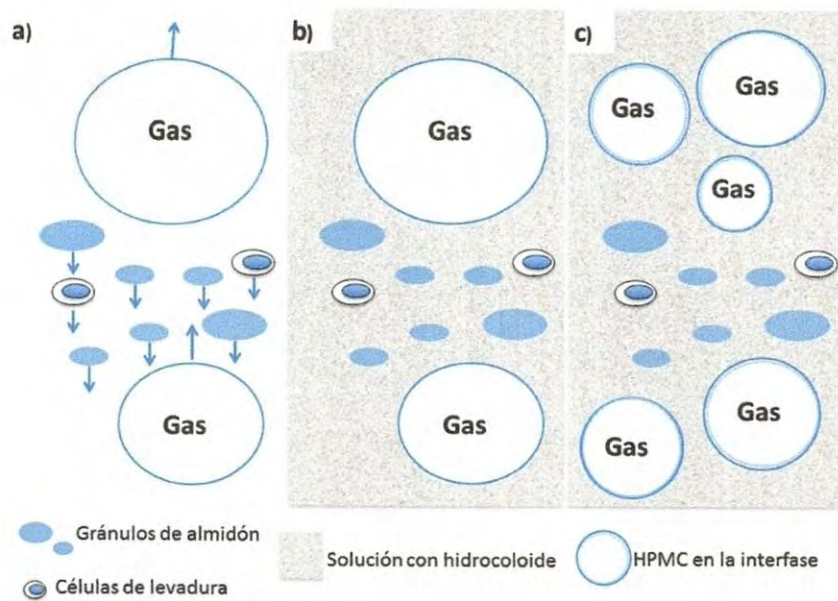 a)
Gas
Gas
b)
Gas
Gas
c)
Gas
Gas
Gas
Gas
Gas
Gránulos de almidón
Células de levadura
Solución con hidrocoloide
HPMC en la interfase